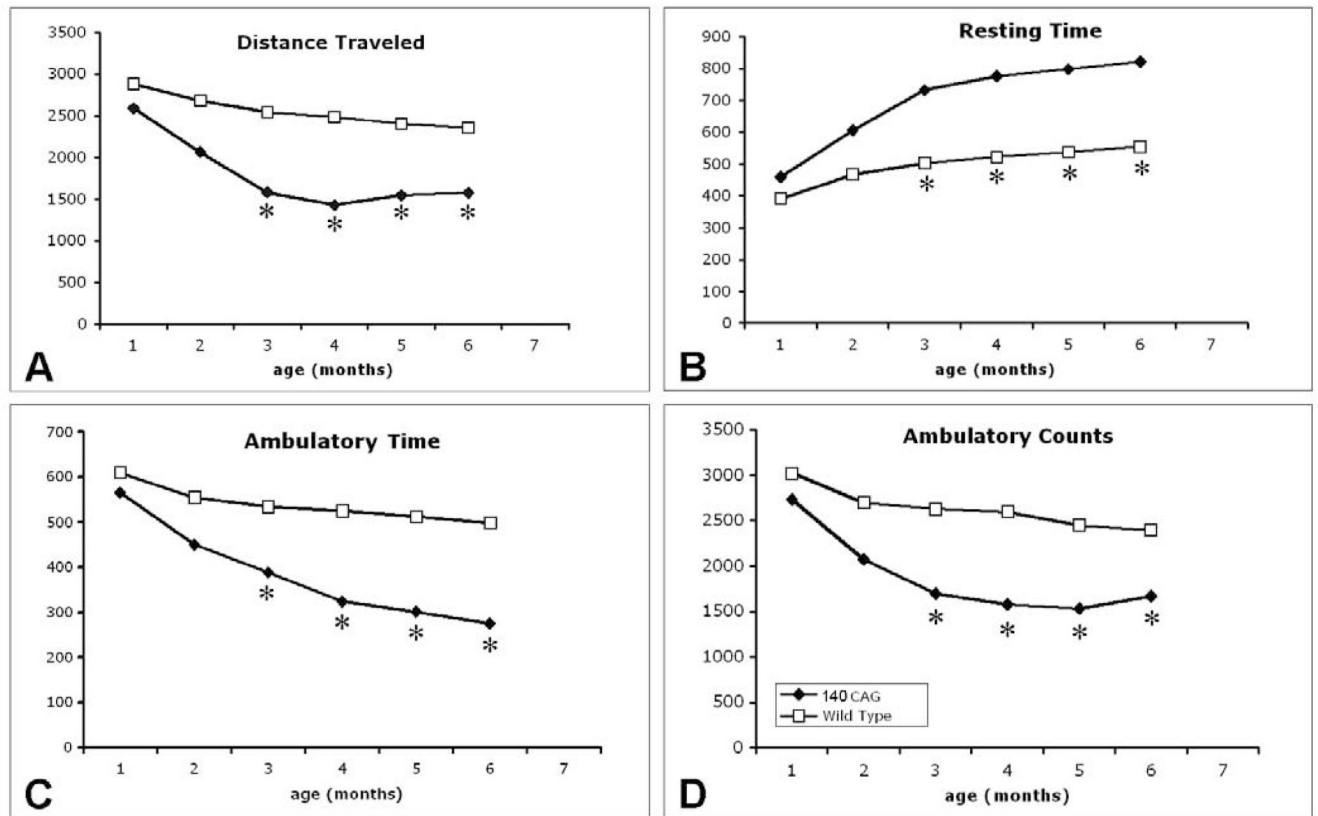 Distance Traveled
3500
3000
2500
2000
1500
1000
500
0
* * * *
1 2 3 4 5 6 7
age (months)
A
Resting Time
900
800
700
600
500
400
300
200
100
0
* * * *
1 2 3 4 5 6 7
age (months)
B
Ambulatory Time
700
600
500
400
300
200
100
0
* * * *
1 2 3 4 5 6 7
age (months)
C
Ambulatory Counts
3500
3000
2500
2000
1500
1000
500
0
* * * *
140 CAG
Wild Type
1 2 3 4 5 6 7
age (months)
D